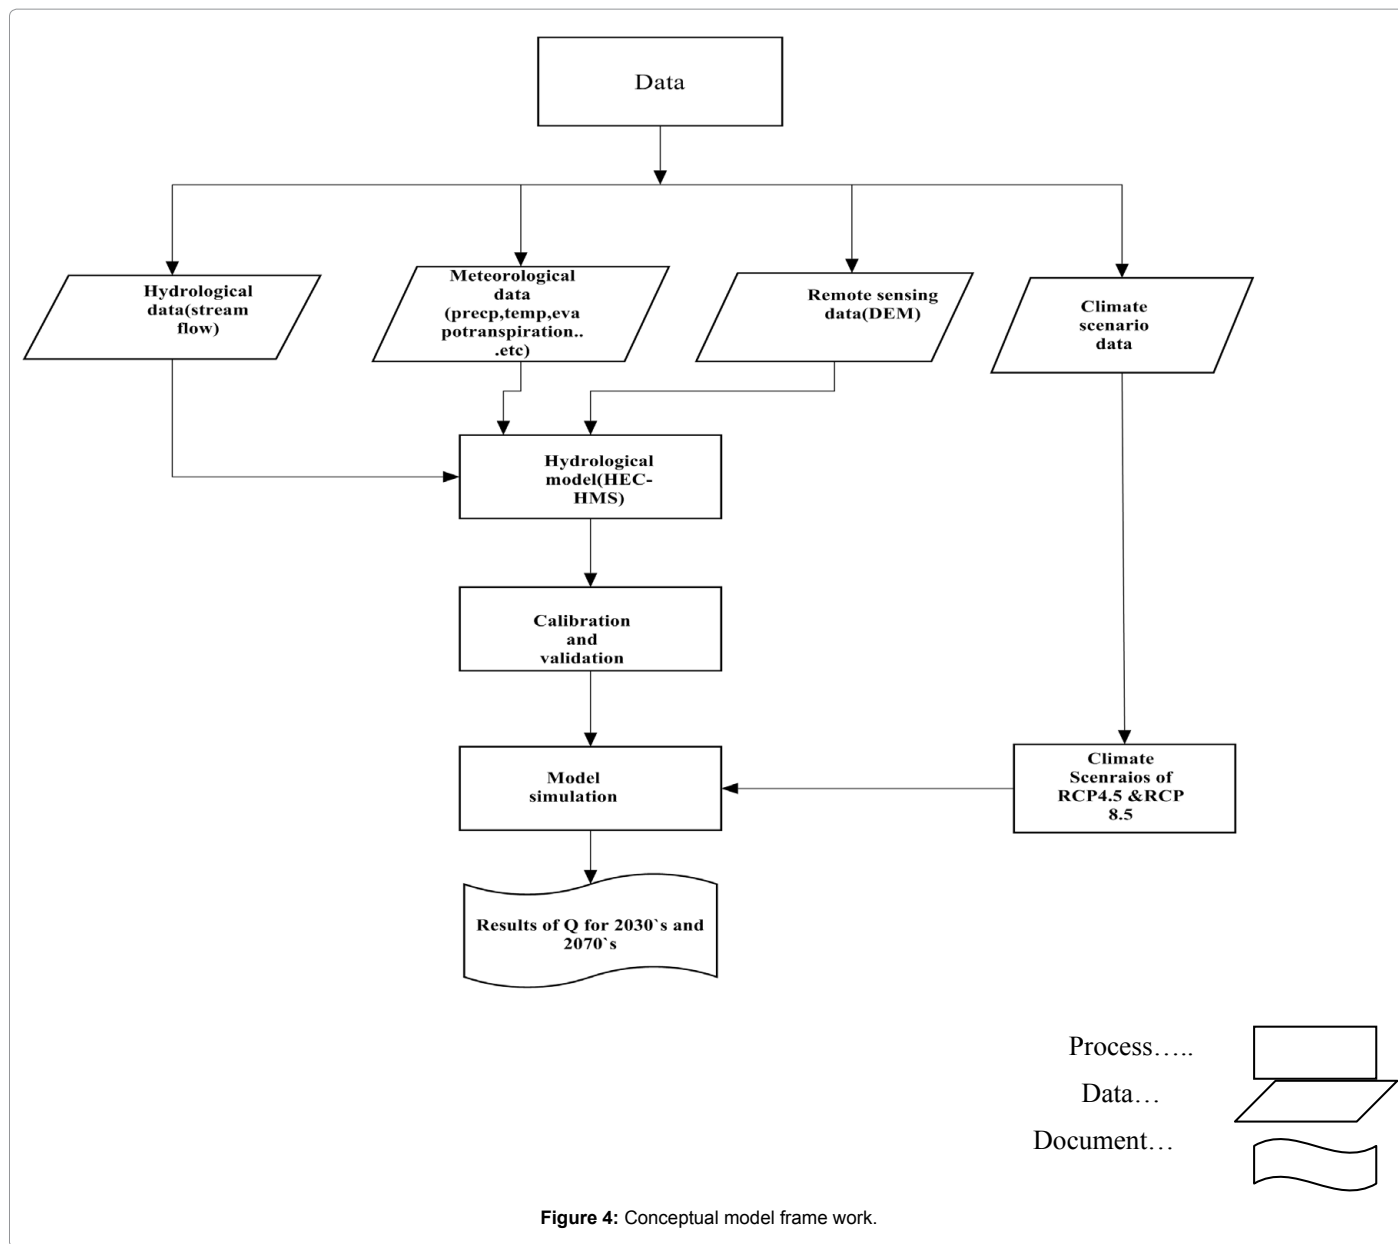 Data
Hydrological
data(stream
flow)
Meteorological
data
(precp,temp,eva
potranspiration..
.etc)
Remote sensing
data(DEM)
Climate
scenario
data
Hydrological
model(HEC-
HMS)
Calibration
and
validation
Model
simulation
Climate
Scenraios of
RCP4.5 &RCP
8.5
Results of Q for 2030`s and
2070`s
Process…..
Data…
Document…
Figure 4: Conceptual model frame work.